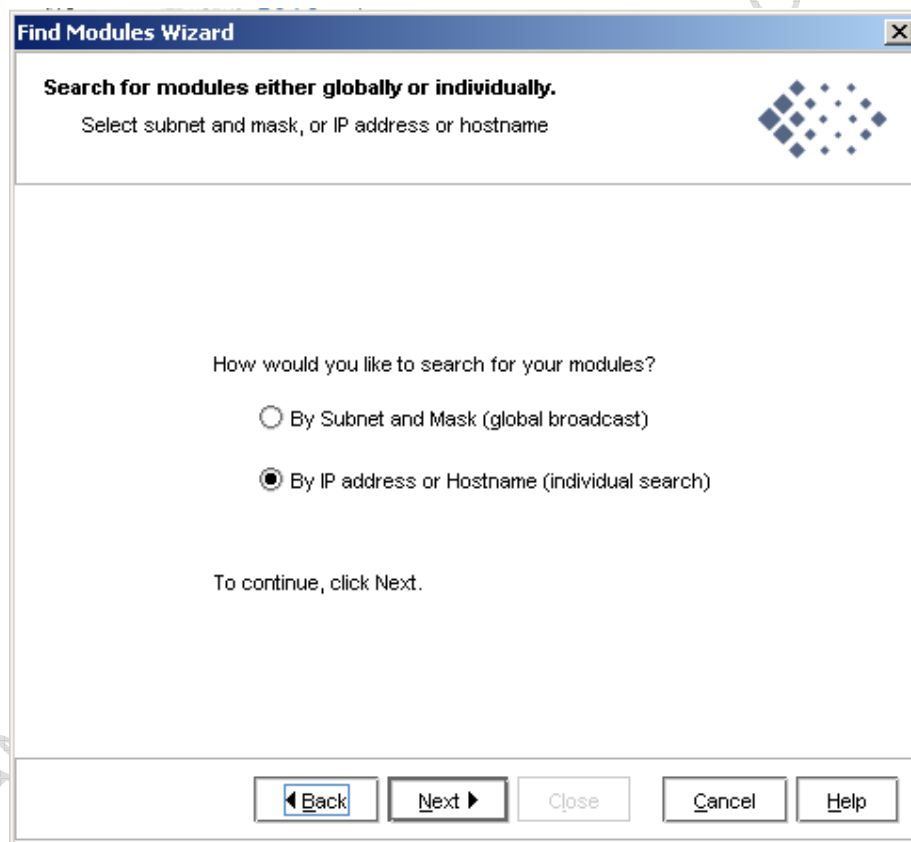 Find Modules Wizard
Search for modules either globally or individually.
Select subnet and mask, or IP address or hostname
How would you like to search for your modules?
By Subnet and Mask (global broadcast)
By IP address or Hostname (individual search)
To continue, click Next.
Back Next Close Cancel Help